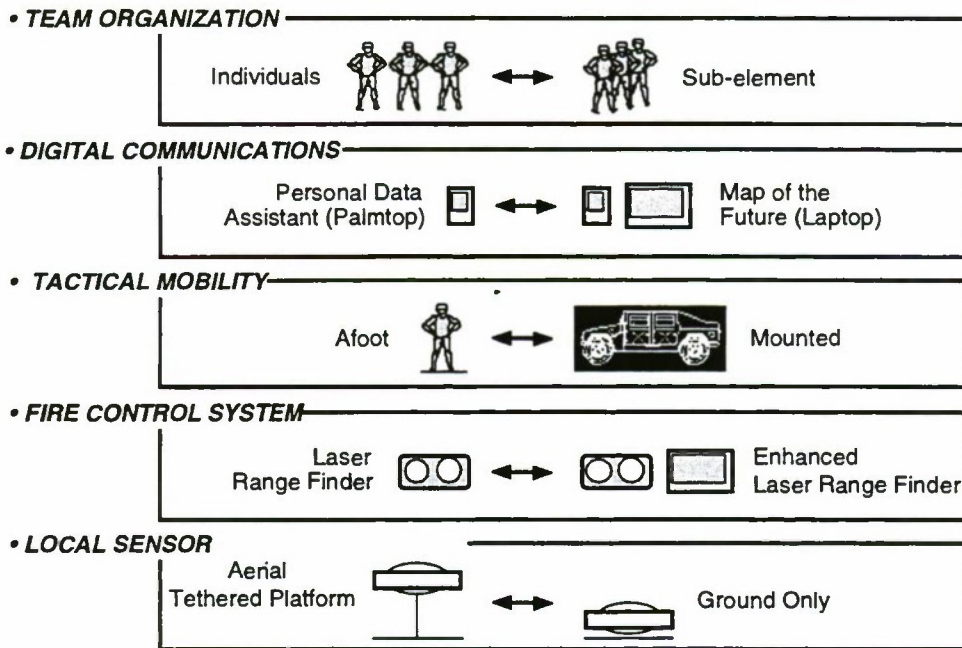 • TEAM ORGANIZATION
Individuals
Sub-element
• DIGITAL COMMUNICATIONS
Personal Data
Assistant (Palmtop)
Map of the
Future (Laptop)
• TACTICAL MOBILITY
Afoot
Mounted
• FIRE CONTROL SYSTEM
Laser
Range Finder
Enhanced
Laser Range Finder
• LOCAL SENSOR
Aerial
Tethered Platform
Ground Only